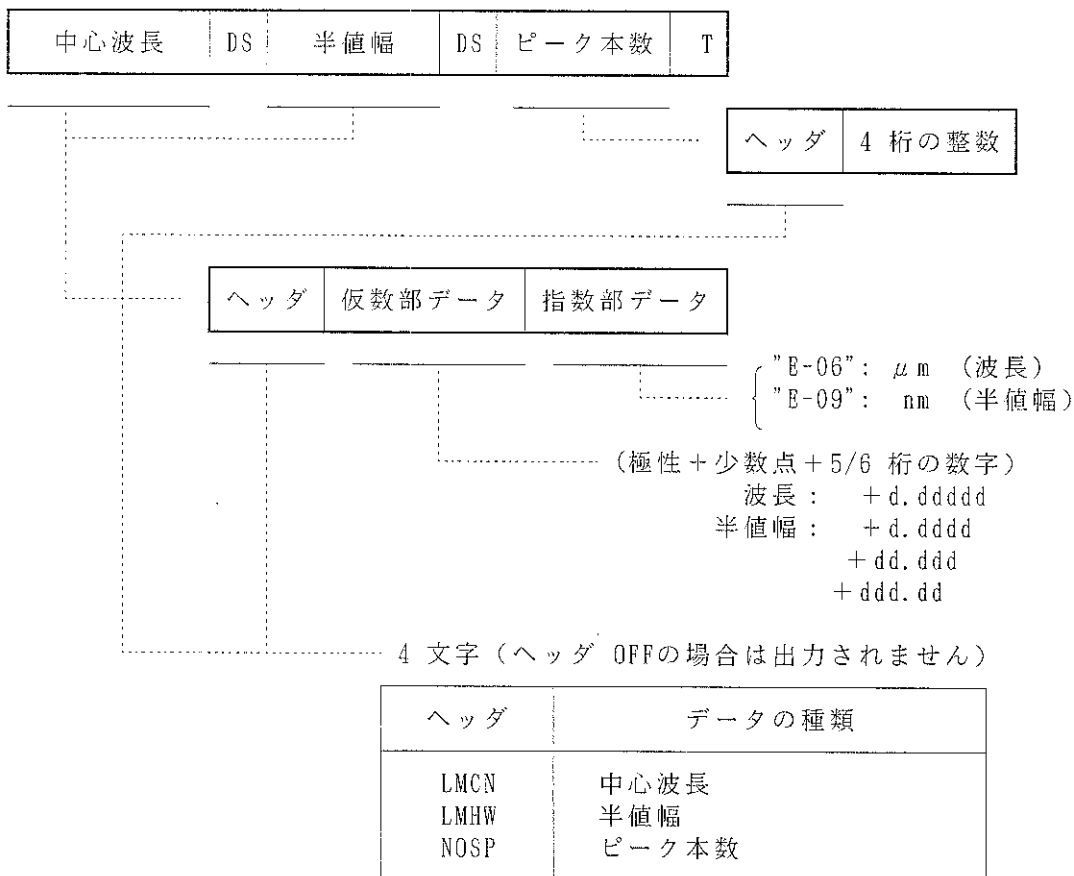 中心波長 DS 半値幅 DS ピーク本数 T
ヘッダ 4 桁の整数
ヘッダ 仮数部データ 指数部データ
"E-06": μm (波長)
"E-09": nm (半値幅)
(極性+少数点+5/6 桁の数字)
波長: +d.ddddd
半値幅: +d.dddd
+dd.ddd
+ddd.dd
4 文字(ヘッダ OFFの場合は出力されません)
ヘッダ データの種類
LMCN 中心波長
LMHW 半値幅
NOSP ピーク本数